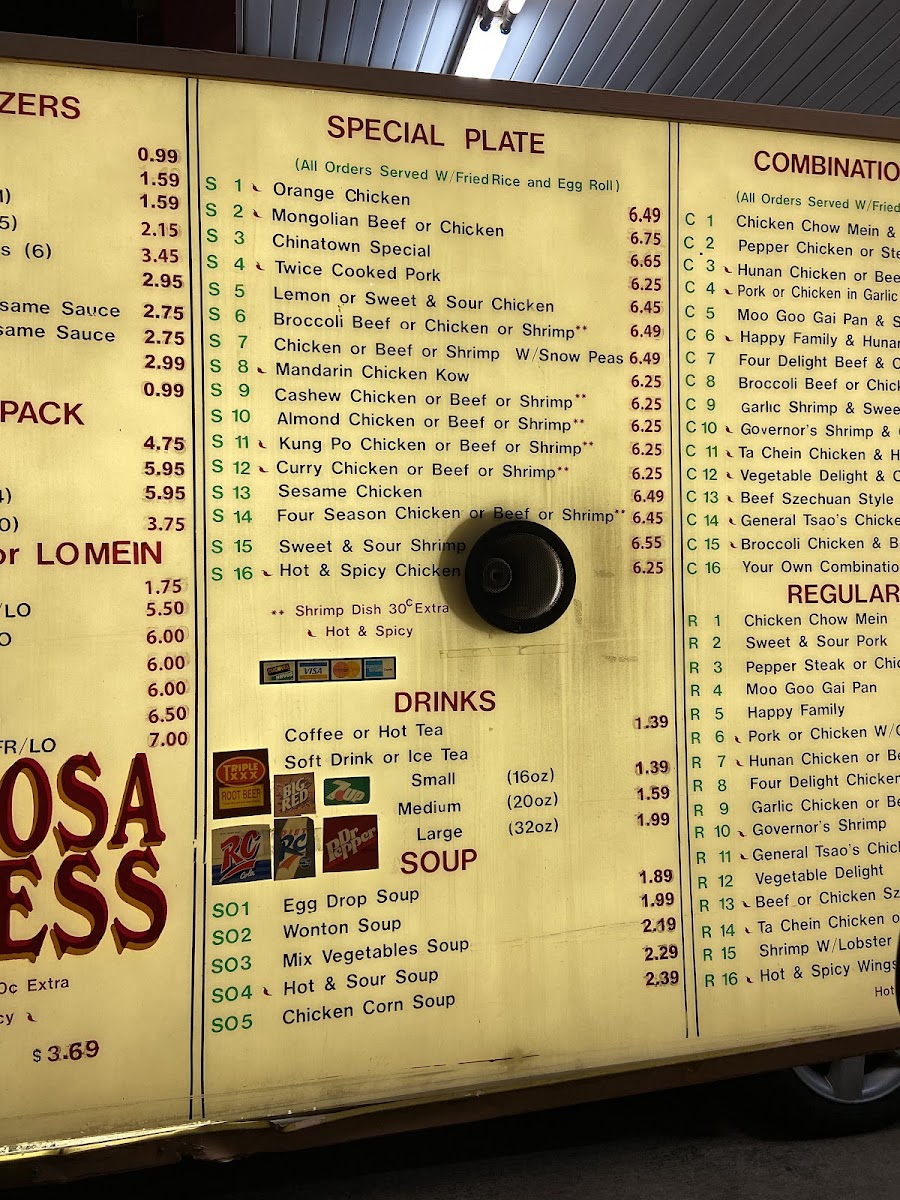 ZERS
0.99
1.59
1.59
2.15
s (6) 3.45
2.95
same Sauce 2.75
same Sauce 2.75
2.99
0.99
PACK
4.75
5.95
5.95
3.75
or LO MEIN
1.75
/LO 5.50
6.00
6.00
6.00
6.50
FR/LO 7.00
OSA
ESS
0¢ Extra
cy
$3.69
SPECIAL PLATE
(All Orders Served W/Fried Rice and Egg Roll)
S 1 Orange Chicken 6.49
S 2 Mongolian Beef or Chicken 6.75
S 3 Chinatown Special 6.65
S 4 Twice Cooked Pork 6.25
S 5 Lemon or Sweet & Sour Chicken 6.45
S 6 Broccoli Beef or Chicken or Shrimp** 6.49
S 7 Chicken or Beef or Shrimp W/Snow Peas 6.49
S 8 Mandarin Chicken Kow 6.25
S 9 Cashew Chicken or Beef or Shrimp** 6.25
S 10 Almond Chicken or Beef or Shrimp** 6.25
S 11 Kung Po Chicken or Beef or Shrimp** 6.25
S 12 Curry Chicken or Beef or Shrimp** 6.25
S 13 Sesame Chicken 6.49
S 14 Four Season Chicken or Beef or Shrimp** 6.45
S 15 Sweet & Sour Shrimp 6.55
S 16 Hot & Spicy Chicken 6.25
** Shrimp Dish 30¢ Extra
Hot & Spicy
VISA
DRINKS
Coffee or Hot Tea 1.39
Soft Drink or Ice Tea
Small (16oz) 1.39
Medium (20oz) 1.59
Large (32oz) 1.99
TRIPLE XXX ROOT BEER
BIG RED
7UP
RC Cola
DIET RC
Dr Pepper
SOUP
SO1 Egg Drop Soup 1.89
SO2 Wonton Soup 1.99
SO3 Mix Vegetables Soup 2.19
SO4 Hot & Sour Soup 2.29
SO5 Chicken Corn Soup 2.39
COMBINATIO
(All Orders Served W/Fried
C 1 Chicken Chow Mein &
C 2 Pepper Chicken or Ste
C 3 Hunan Chicken or Bee
C 4 Pork or Chicken in Garlic
C 5 Moo Goo Gai Pan & S
C 6 Happy Family & Hunan
C 7 Four Delight Beef & C
C 8 Broccoli Beef or Chick
C 9 Garlic Shrimp & Swee
C 10 Governor's Shrimp &
C 11 Ta Chein Chicken & H
C 12 Vegetable Delight & C
C 13 Beef Szechuan Style
C 14 General Tsao's Chicke
C 15 Broccoli Chicken & B
C 16 Your Own Combinatio
REGULAR
R 1 Chicken Chow Mein
R 2 Sweet & Sour Pork
R 3 Pepper Steak or Chic
R 4 Moo Goo Gai Pan
R 5 Happy Family
R 6 Pork or Chicken W/G
R 7 Hunan Chicken or Be
R 8 Four Delight Chicken
R 9 Garlic Chicken or Be
R 10 Governor's Shrimp
R 11 General Tsao's Chick
R 12 Vegetable Delight
R 13 Beef or Chicken Sz
R 14 Ta Chein Chicken o
R 15 Shrimp W/Lobster
R 16 Hot & Spicy Wings
Hot